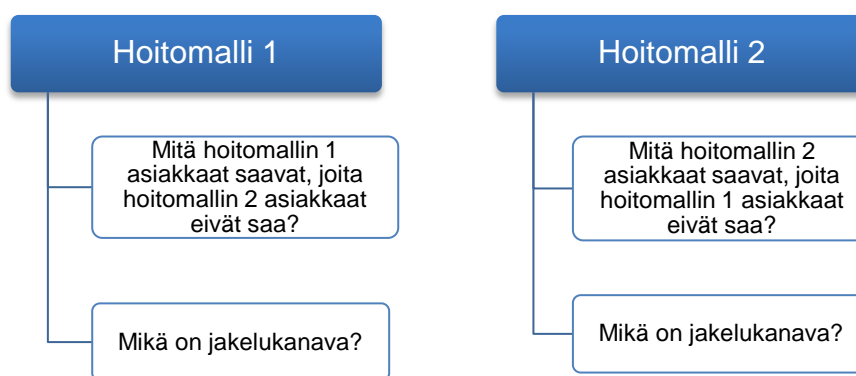 Hoitomalli 1
Mitä hoitomallin 1
asiakkaat saavat, joita
hoitomallin 2 asiakkaat
eivät saa?
Mikä on jakelukanava?
Hoitomalli 2
Mitä hoitomallin 2
asiakkaat saavat, joita
hoitomallin 1 asiakkaat
eivät saa?
Mikä on jakelukanava?